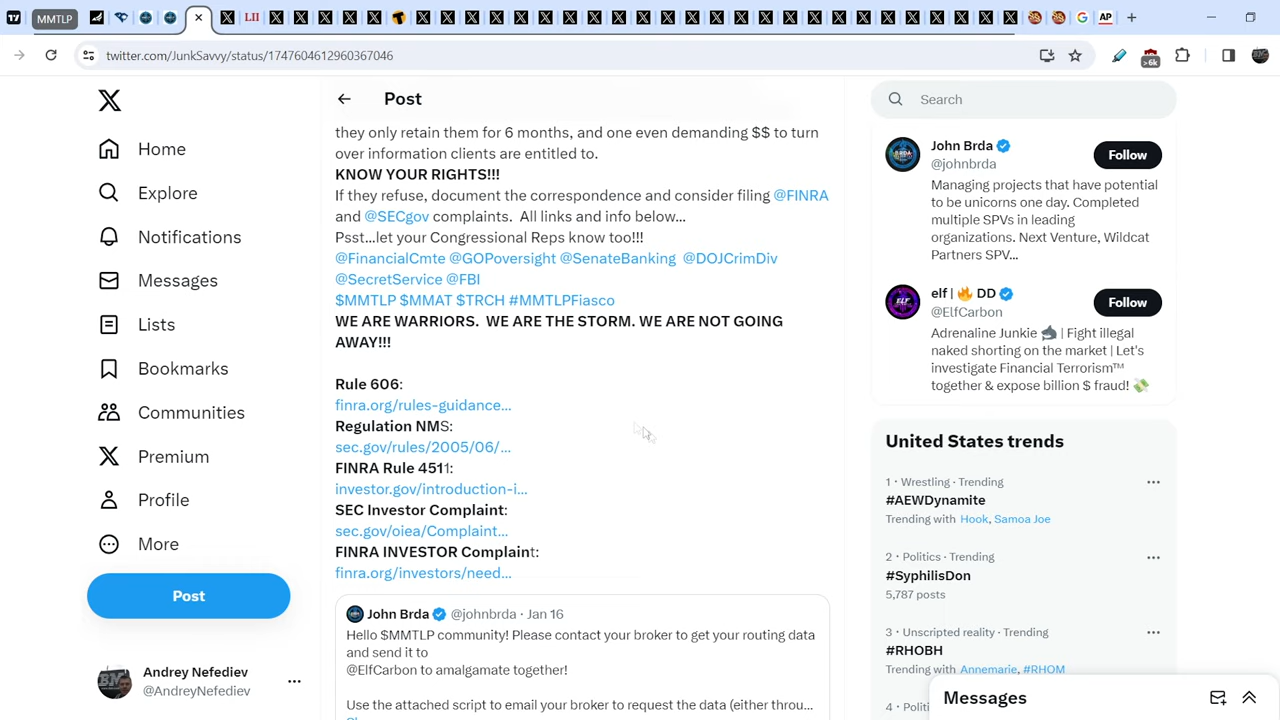 MMTLP
LII
AP
twitter.com/JunkSavvy/status/1747604612960367046
>6k
Home
Explore
Notifications
Messages
Lists
Bookmarks
Communities
Premium
Profile
More
Post
Andrey Nefediev
@AndreyNefediev
Post
they only retain them for 6 months, and one even demanding $$ to turn
over information clients are entitled to.
KNOW YOUR RIGHTS!!!
If they refuse, document the correspondence and consider filing @FINRA
and @SECgov complaints. All links and info below...
Psst...let your Congressional Reps know too!!!
@FinancialCmte @GOPoversight @SenateBanking @DOJCrimDiv
@SecretService @FBI
$MMTLP $MMAT $TRCH #MMTLPFiasco
WE ARE WARRIORS. WE ARE THE STORM. WE ARE NOT GOING
AWAY!!!
Rule 606:
finra.org/rules-guidance...
Regulation NMS:
sec.gov/rules/2005/06/...
FINRA Rule 4511:
investor.gov/introduction-i...
SEC Investor Complaint:
sec.gov/oiea/Complaint...
FINRA INVESTOR Complaint:
finra.org/investors/need...
John Brda @johnbrda · Jan 16
Hello $MMTLP community! Please contact your broker to get your routing data
and send it to
@ElfCarbon to amalgamate together!
Use the attached script to email your broker to request the data (either throu...
Search
John Brda
@johnbrda
Follow
Managing projects that have potential
to be unicorns one day. Completed
multiple SPVs in leading
organizations. Next Venture, Wildcat
Partners SPV...
elf | 🔥 DD
@ElfCarbon
Follow
Adrenaline Junkie 🦈 | Fight illegal
naked shorting on the market | Let's
investigate Financial Terrorism™
together & expose billion $ fraud! 💸
United States trends
1 · Wrestling · Trending
#AEWDynamite
Trending with Hook, Samoa Joe
2 · Politics · Trending
#SyphilisDon
5,787 posts
3 · Unscripted reality · Trending
#RHOBH
Trending with Annemarie, #RHOM
Messages